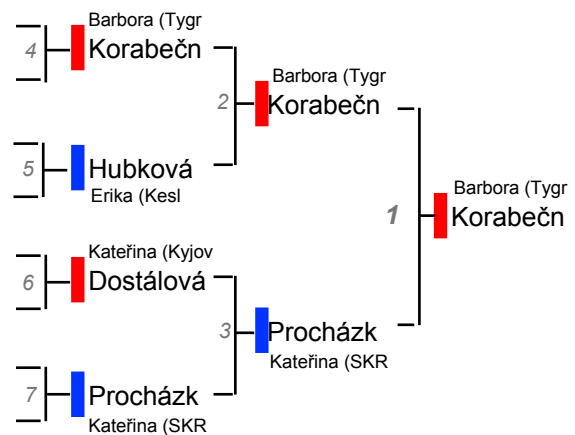 Barbora (Tygr
4
Korabečn
Barbora (Tygr
2
Korabečn
5
Hubková
Erika (Kesl
Barbora (Tygr
1
Korabečn
Kateřina (Kyjov
6
Dostálová
3
Procházk
Kateřina (SKR
7
Procházk
Kateřina (SKR